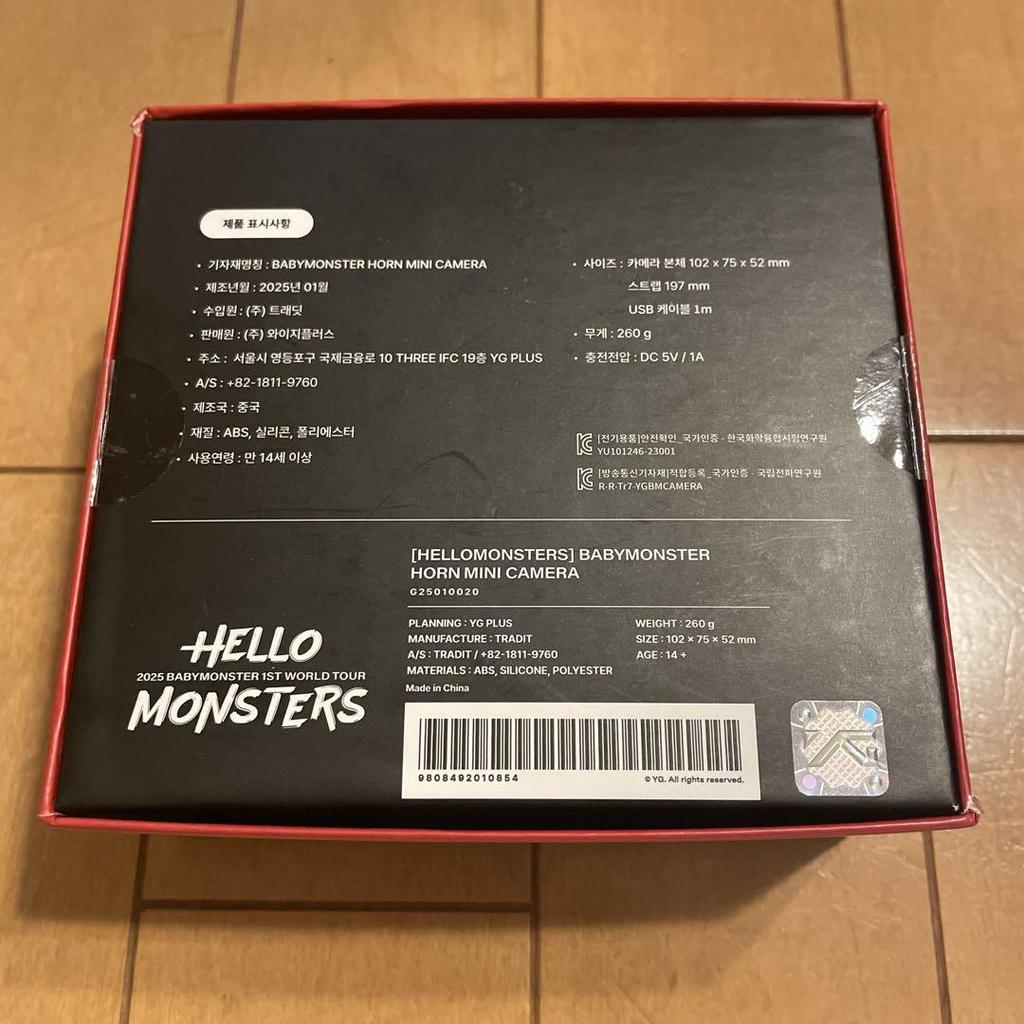 제품 표시사항
• 기자재명칭 : BABYMONSTER HORN MINI CAMERA
• 제조년월 : 2025년 01월
• 수입원 : (주) 트래딧
• 판매원 : (주) 와이지플러스
• 주소 : 서울시 영등포구 국제금융로 10 THREE IFC 19층 YG PLUS
• A/S : +82-1811-9760
• 제조국 : 중국
• 재질 : ABS, 실리콘, 폴리에스터
• 사용연령 : 만 14세 이상
• 사이즈 : 카메라 본체 102 x 75 x 52 mm
스트랩 197 mm
USB 케이블 1m
• 무게 : 260 g
• 충전전압 : DC 5V / 1A
[전기용품]안전확인_국가인증 - 한국화학융합시험연구원
YU101246-23001
[방송통신기자재]적합등록_국가인증 - 국립전파연구원
R-R-Tr7-YGBMCAMERA
[HELLOMONSTERS] BABYMONSTER
HORN MINI CAMERA
G25010020
PLANNING : YG PLUS
MANUFACTURE : TRADIT
A/S : TRADIT / +82-1811-9760
MATERIALS : ABS, SILICONE, POLYESTER
Made in China
WEIGHT : 260 g
SIZE : 102 × 75 × 52 mm
AGE : 14 +
HELLO
2025 BABYMONSTER 1ST WORLD TOUR
MONSTERS
9808492010854
© YG. All rights reserved.